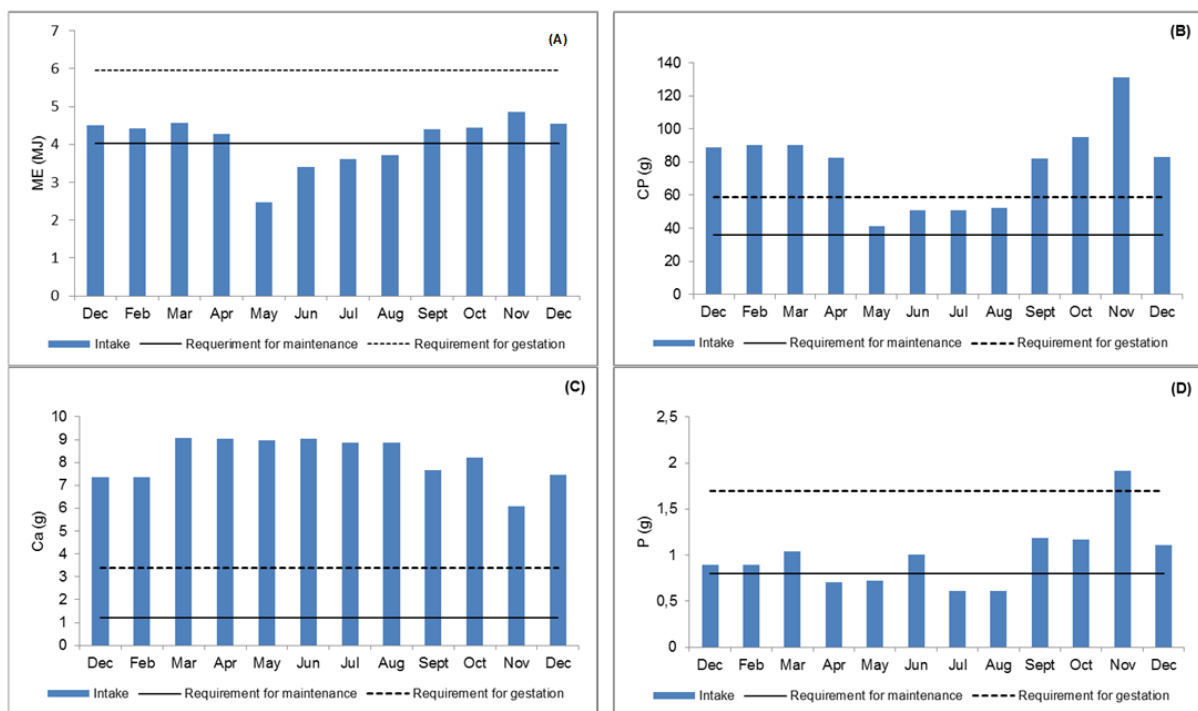 (A)
ME (MJ)
7
6
5
4
3
2
1
0
Dec Feb Mar Apr May Jun Jul Aug Sept Oct Nov Dec
Intake Requeriment for maintenance Requirement for gestation
(B)
CP (g)
140
120
100
80
60
40
20
0
Dec Feb Mar Apr May Jun Jul Aug Sept Oct Nov Dec
Intake Requirement for maintenance Requirement for gestation
(C)
Ca (g)
10
9
8
7
6
5
4
3
2
1
0
Dec Feb Mar Apr May Jun Jul Aug Sept Oct Nov Dec
Intake Requirement for maintenance Requirement for gestation
(D)
P (g)
2,5
2
1,5
1
0,5
0
Dec Feb Mar Apr May Jun Jul Aug Sept Oct Nov Dec
Intake Requirement for maintenance Requirement for gestation